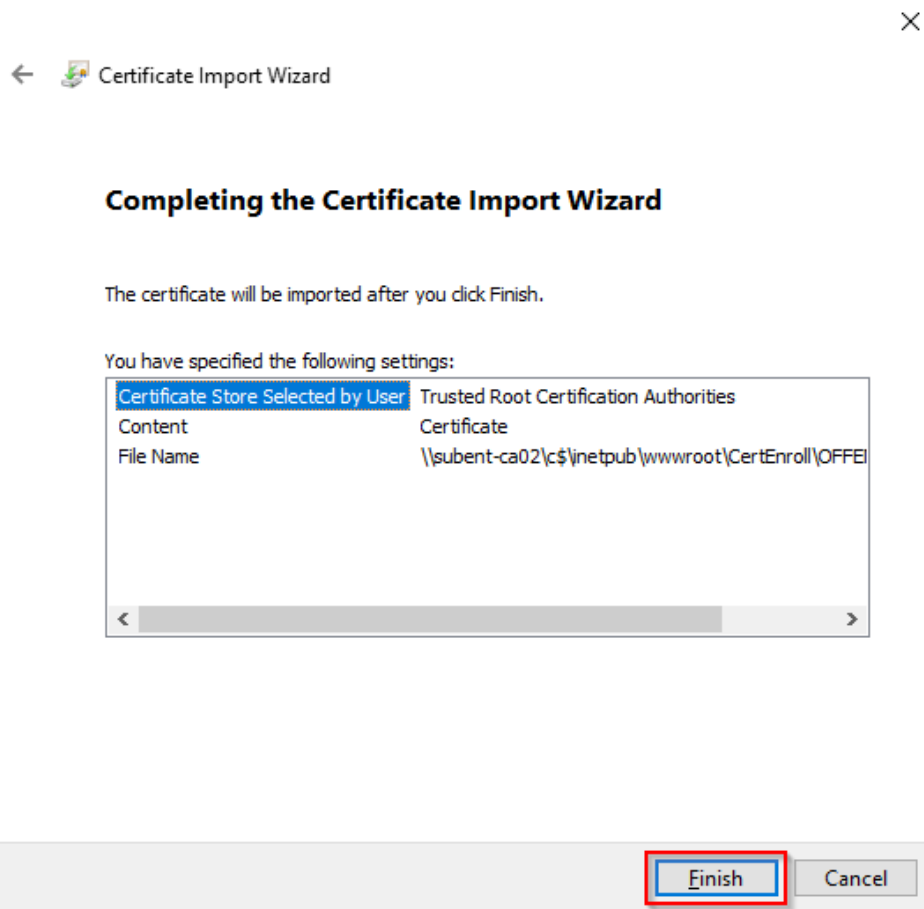 Certificate Import Wizard
Completing the Certificate Import Wizard
The certificate will be imported after you click Finish.
You have specified the following settings:
Certificate Store Selected by User Trusted Root Certification Authorities
Content Certificate
File Name \\subent-ca02\c$\inetpub\wwwroot\CertEnroll\OFFEI
Finish Cancel